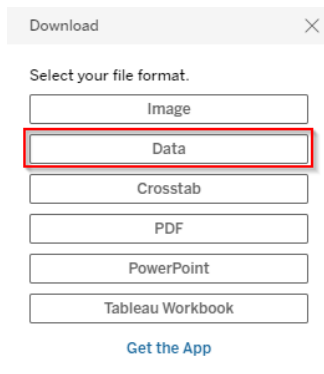 Download
Select your file format.
Image
Data
Crosstab
PDF
PowerPoint
Tableau Workbook
Get the App